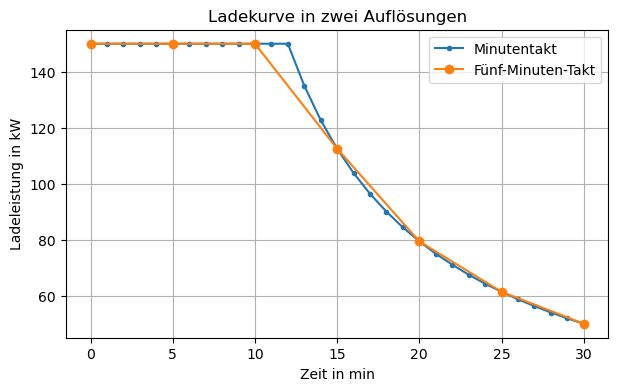 Ladekurve in zwei Auflösungen
Minutentakt
Fünf-Minuten-Takt
Ladeleistung in kW
140
120
100
80
60
0 5 10 15 20 25 30
Zeit in min